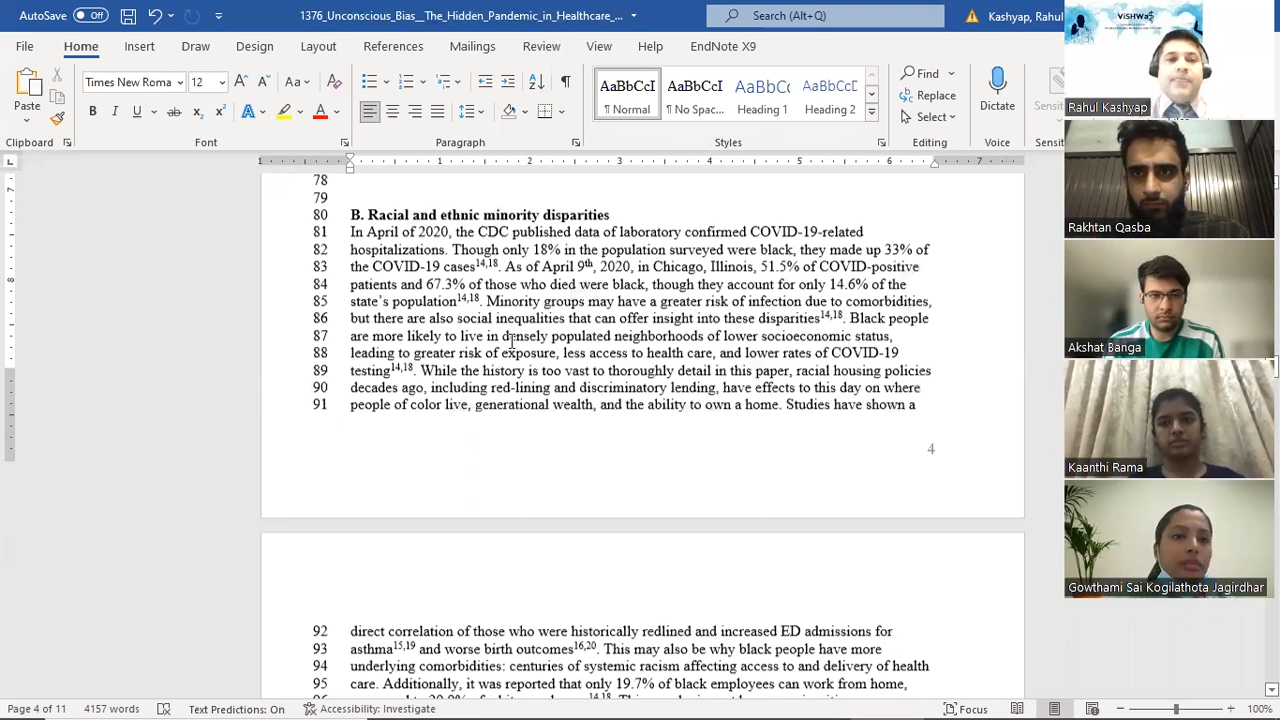 AutoSave Off
1376_Unconscious_Bias__The_Hidden_Pandemic_in_Healthcare_...
Search (Alt+Q)
Kashyap, Rahul
File Home Insert Draw Design Layout References Mailings Review View Help EndNote X9
Paste
Times New Roma 12
AaBbCcI AaBbCcI AaBbC AaBbCcI
¶ Normal ¶ No Spac... Heading 1 Heading 2
Find
Replace
Select
Dictate
Sensit
Clipboard Font Paragraph Styles Editing Voice Sensit
78
79
80 B. Racial and ethnic minority disparities
81 In April of 2020, the CDC published data of laboratory confirmed COVID-19-related
82 hospitalizations. Though only 18% in the population surveyed were black, they made up 33% of
83 the COVID-19 cases14,18. As of April 9th, 2020, in Chicago, Illinois, 51.5% of COVID-positive
84 patients and 67.3% of those who died were black, though they account for only 14.6% of the
85 state's population14,18. Minority groups may have a greater risk of infection due to comorbidities,
86 but there are also social inequalities that can offer insight into these disparities14,18. Black people
87 are more likely to live in densely populated neighborhoods of lower socioeconomic status,
88 leading to greater risk of exposure, less access to health care, and lower rates of COVID-19
89 testing14,18. While the history is too vast to thoroughly detail in this paper, racial housing policies
90 decades ago, including red-lining and discriminatory lending, have effects to this day on where
91 people of color live, generational wealth, and the ability to own a home. Studies have shown a
4
92 direct correlation of those who were historically redlined and increased ED admissions for
93 asthma15,19 and worse birth outcomes16,20. This may also be why black people have more
94 underlying comorbidities: centuries of systemic racism affecting access to and delivery of health
95 care. Additionally, it was reported that only 19.7% of black employees can work from home,
Page 4 of 11 4157 words Text Predictions: On Accessibility: Investigate Focus 100%
ViSHWaS
Rahul Kashyap
Rakhtan Qasba
Akshat Banga
Kaanthi Rama
Gowthami Sai Kogilathota Jagirdhar